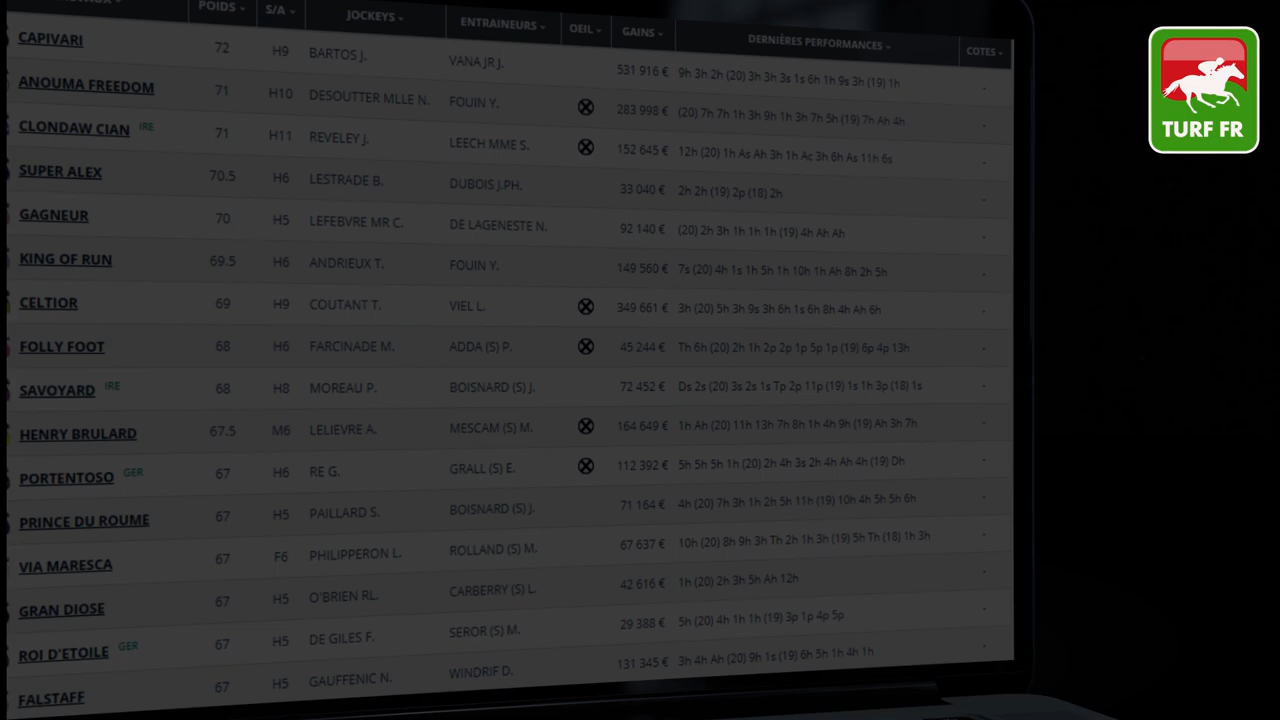 POIDS S/A JOCKEYS ENTRAINEURS OEIL GAINS DERNIÈRES PERFORMANCES COTES
CAPIVARI 72 H9 BARTOS J. VANA JR J. 531 916 € 9h 3h 2h (20) 3h 3h 3s 1s 6h 1h 9s 3h (19) 1h -
ANOUMA FREEDOM 71 H10 DESOUTTER MLLE N. FOUIN Y. 283 998 € (20) 7h 7h 1h 3h 9h 1h 3h 7h 5h (19) 7h Ah 4h -
CLONDAW CIAN IRE 71 H11 REVELEY J. LEECH MME S. 152 645 € 12h (20) 1h As Ah 3h 1h Ac 3h 6h As 11h 6s -
SUPER ALEX 70.5 H6 LESTRADE B. DUBOIS J.PH. 33 040 € 2h 2h (19) 2p (18) 2h -
GAGNEUR 70 H5 LEFEBVRE MR C. DE LAGENESTE N. 92 140 € (20) 2h 3h 1h 1h 1h (19) 4h Ah Ah -
KING OF RUN 69.5 H6 ANDRIEUX T. FOUIN Y. 149 560 € 7s (20) 4h 1s 1h 5h 1h 10h 1h Ah 8h 2h 5h -
CELTIOR 69 H9 COUTANT T. VIEL L. 349 661 € 3h (20) 5h 3h 9s 3h 6h 1s 6h 8h 4h Ah 6h -
FOLLY FOOT 68 H6 FARCINADE M. ADDA (S) P. 45 244 € Th 6h (20) 2h 1h 2p 2p 1p 5p 1p (19) 6p 4p 13h -
SAVOYARD IRE 68 H8 MOREAU P. BOISNARD (S) J. 72 452 € Ds 2s (20) 3s 2s 1s Tp 2p 11p (19) 1s 1h 3p (18) 1s -
HENRY BRULARD 67.5 M6 LELIEVRE A. MESCAM (S) M. 164 649 € 1h Ah (20) 11h 13h 7h 8h 1h 4h 9h (19) Ah 3h 7h -
PORTENTOSO GER 67 H6 RE G. GRALL (S) E. 112 392 € 5h 5h 5h 1h (20) 2h 4h 3s 2h 4h Ah 4h (19) Dh -
PRINCE DU ROUME 67 H5 PAILLARD S. BOISNARD (S) J. 71 164 € 4h (20) 7h 3h 1h 2h 5h 11h (19) 10h 4h 5h 5h 6h -
VIA MARESCA 67 F6 PHILIPPERON L. ROLLAND (S) M. 67 637 € 10h (20) 8h 9h 3h Th 2h 1h 3h (19) 5h Th (18) 1h 3h -
GRAN DIOSE 67 H5 O'BRIEN RL. CARBERRY (S) L. 42 616 € 1h (20) 2h 3h 5h Ah 12h -
ROI D'ETOILE GER 67 H5 DE GILES F. SEROR (S) M. 29 388 € 5h (20) 4h 1h 1h (19) 3p 1p 4p 5p -
FALSTAFF 67 H5 GAUFFENIC N. WINDRIF D. 131 345 € 3h 4h Ah (20) 9h 1s (19) 6h 5h 1h 4h 1h -
TURF FR